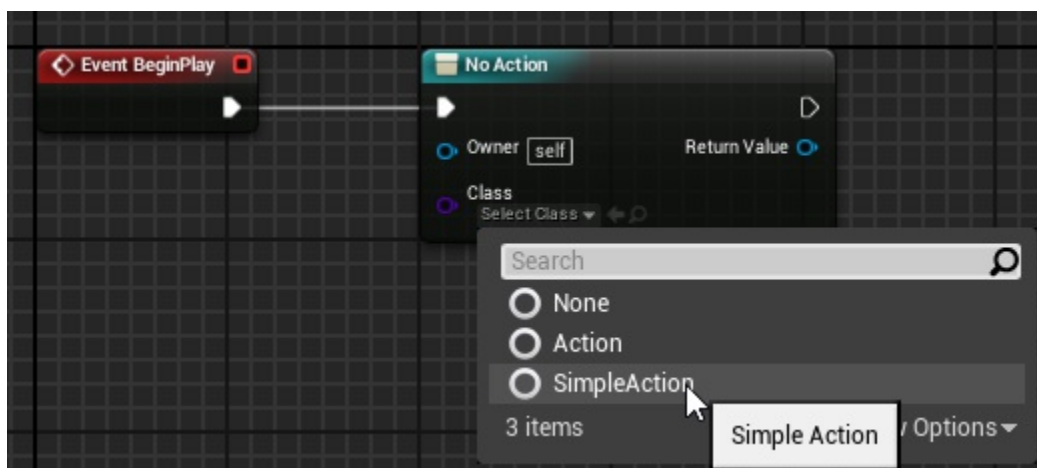 Event BeginPlay
No Action
Owner self
Return Value
Class
Select Class
Search
None
Action
SimpleAction
3 items
Options
Simple Action